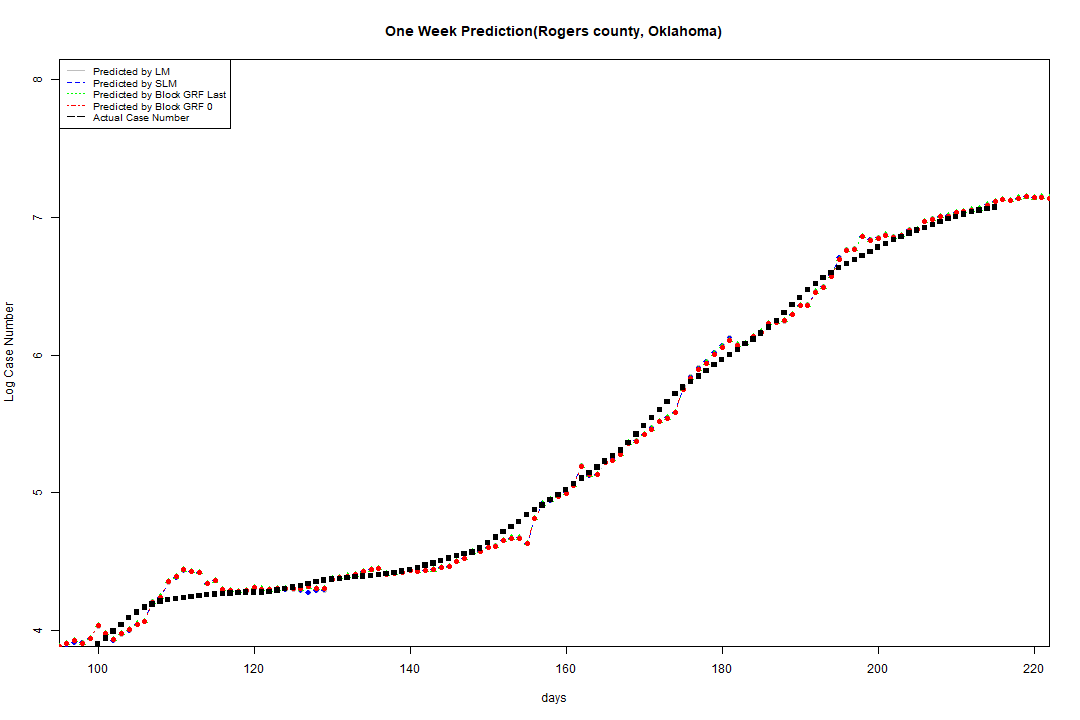 One Week Prediction(Rogers county, Oklahoma)
Predicted by LM
Predicted by SLM
Predicted by Block GRF Last
Predicted by Block GRF 0
Actual Case Number
8
7
6
5
4
Log Case Number
100 120 140 160 180 200 220
days